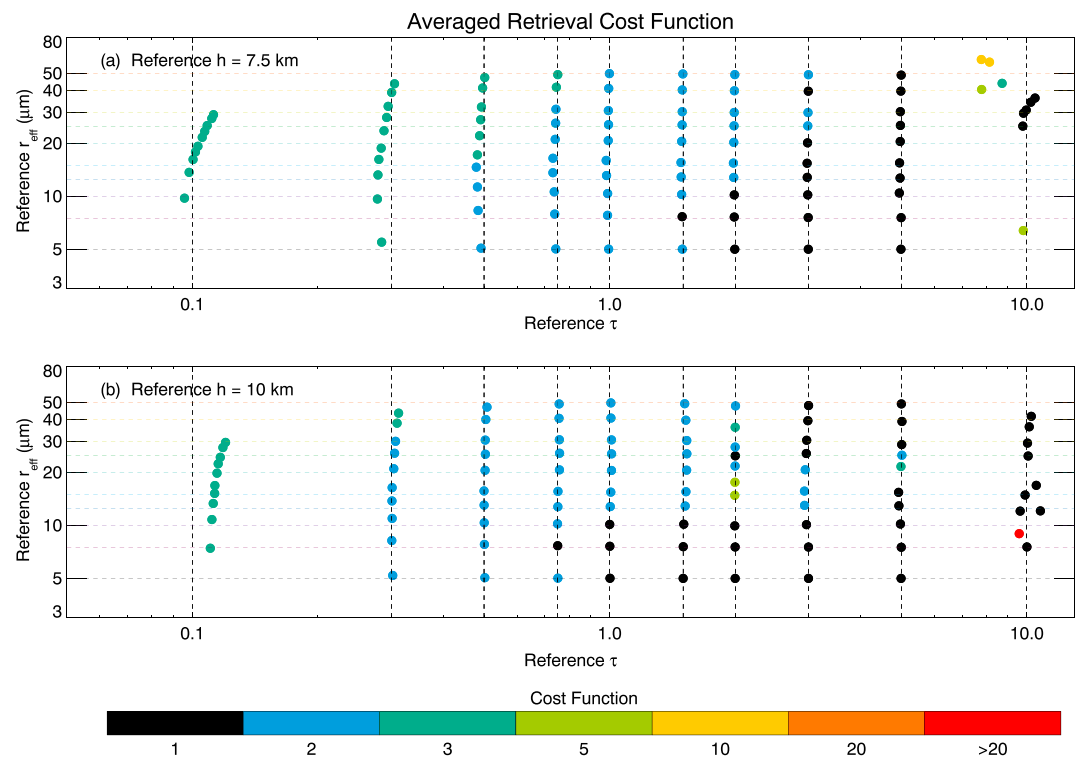 Averaged Retrieval Cost Function
(a) Reference h = 7.5 km
Reference r_eff (μm)
80
50
40
30
20
10
5
3
0.1 1.0 10.0
Reference τ
(b) Reference h = 10 km
Reference r_eff (μm)
80
50
40
30
20
10
5
3
0.1 1.0 10.0
Reference τ
Cost Function
1 2 3 5 10 20 >20